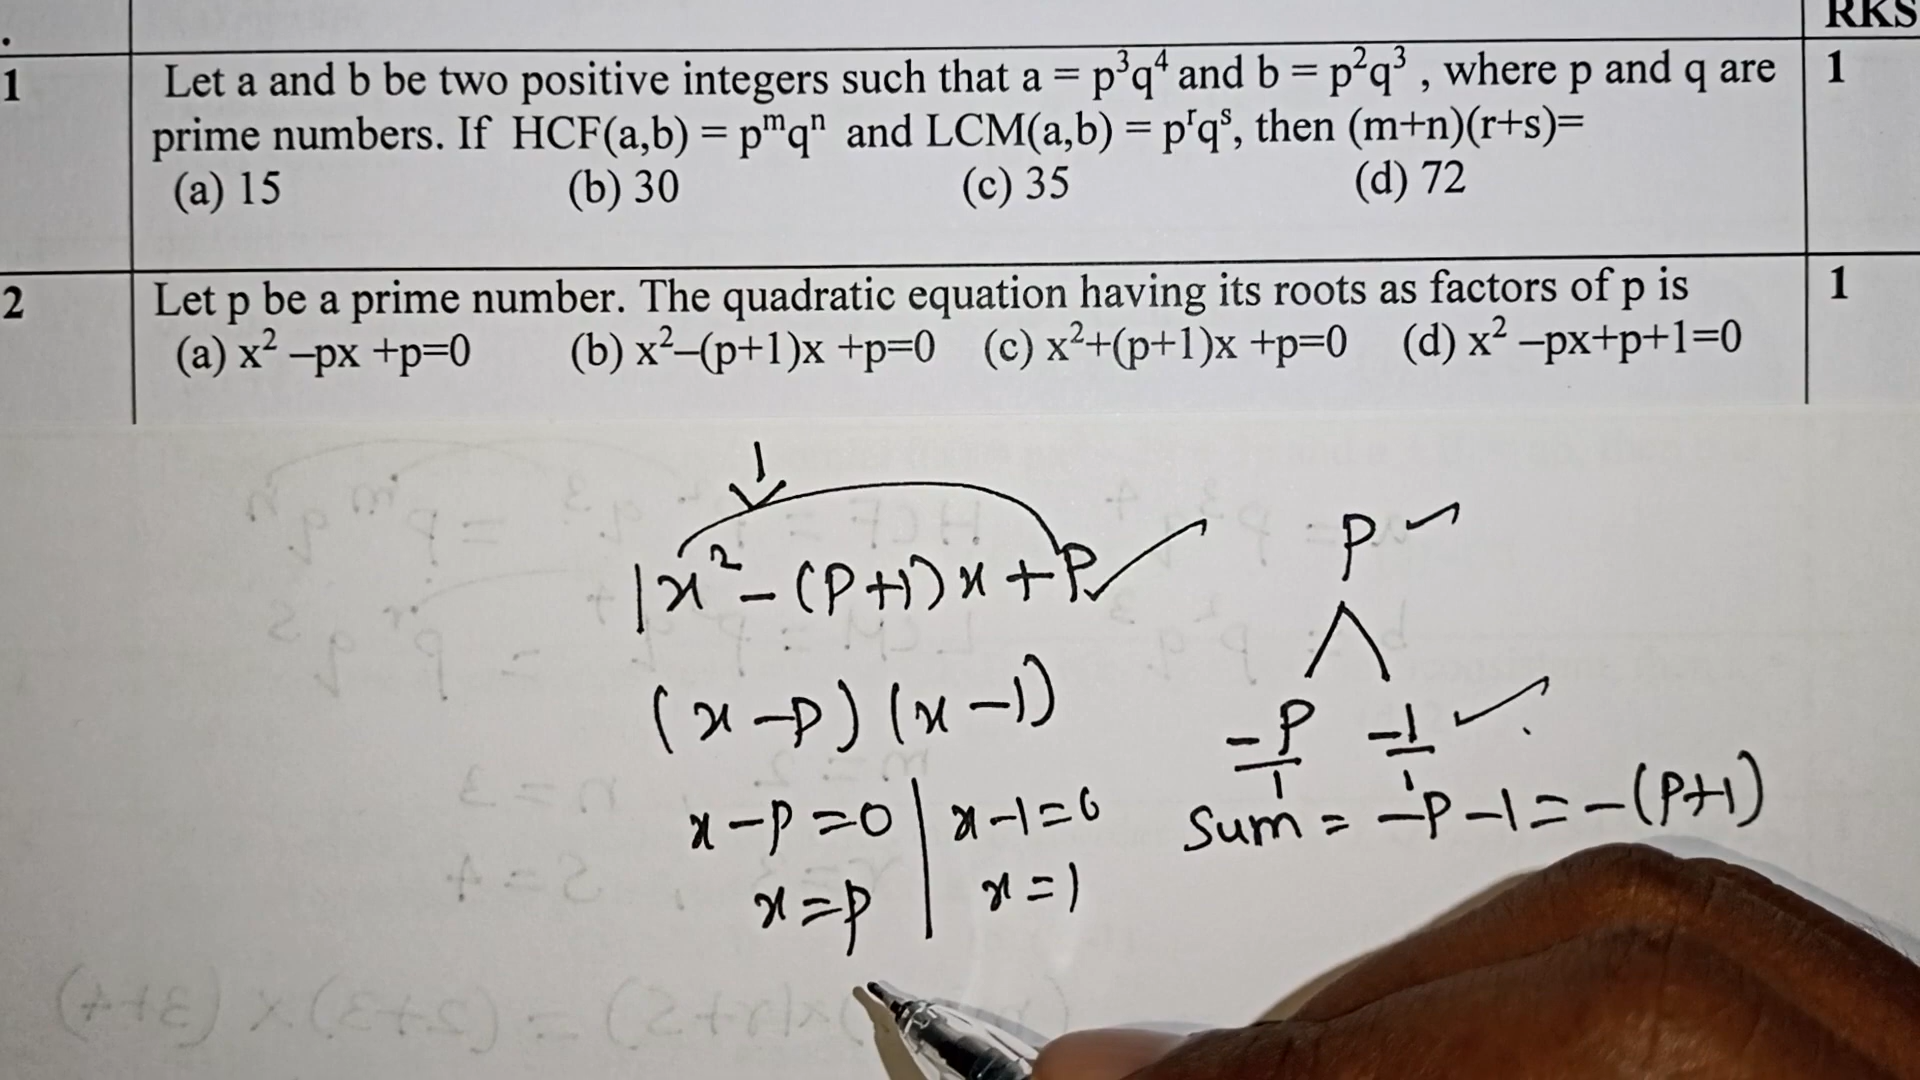 RKS
1 Let a and b be two positive integers such that a = p³q⁴ and b = p²q³ , where p and q are 1
prime numbers. If HCF(a,b) = pᵐqⁿ and LCM(a,b) = pʳqˢ, then (m+n)(r+s)=
(a) 15 (b) 30 (c) 35 (d) 72
2 Let p be a prime number. The quadratic equation having its roots as factors of p is 1
(a) x² –px +p=0 (b) x²–(p+1)x +p=0 (c) x²+(p+1)x +p=0 (d) x² –px+p+1=0
1x² – (P+1)x + P
P
(x – p) (x – 1)
–P –1
1 1
x – p = 0 | x – 1 = 0
Sum = –P – 1 = – (P+1)
x = p | x = 1